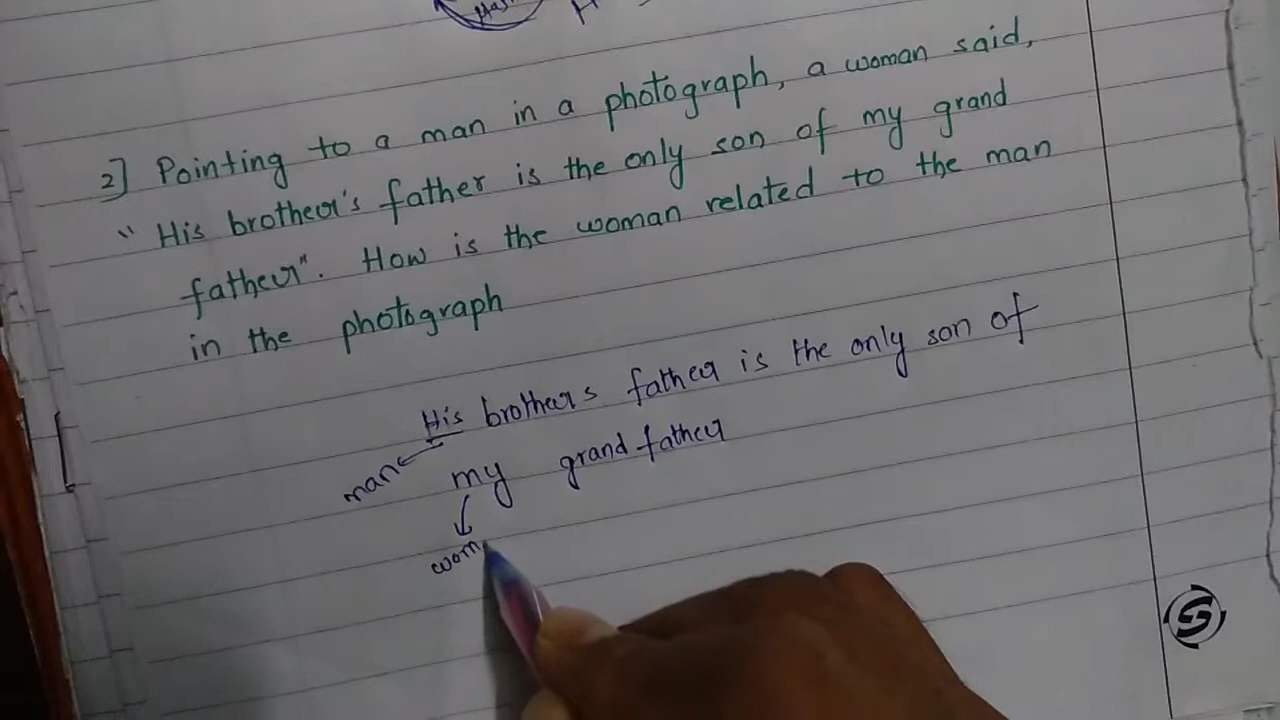 Has
H
2] Pointing to a man in a photograph, a woman said,
" His brother's father is the only son of my grand
father". How is the woman related to the man
in the photograph
His brothers father is the only son of
man my grand father
wom